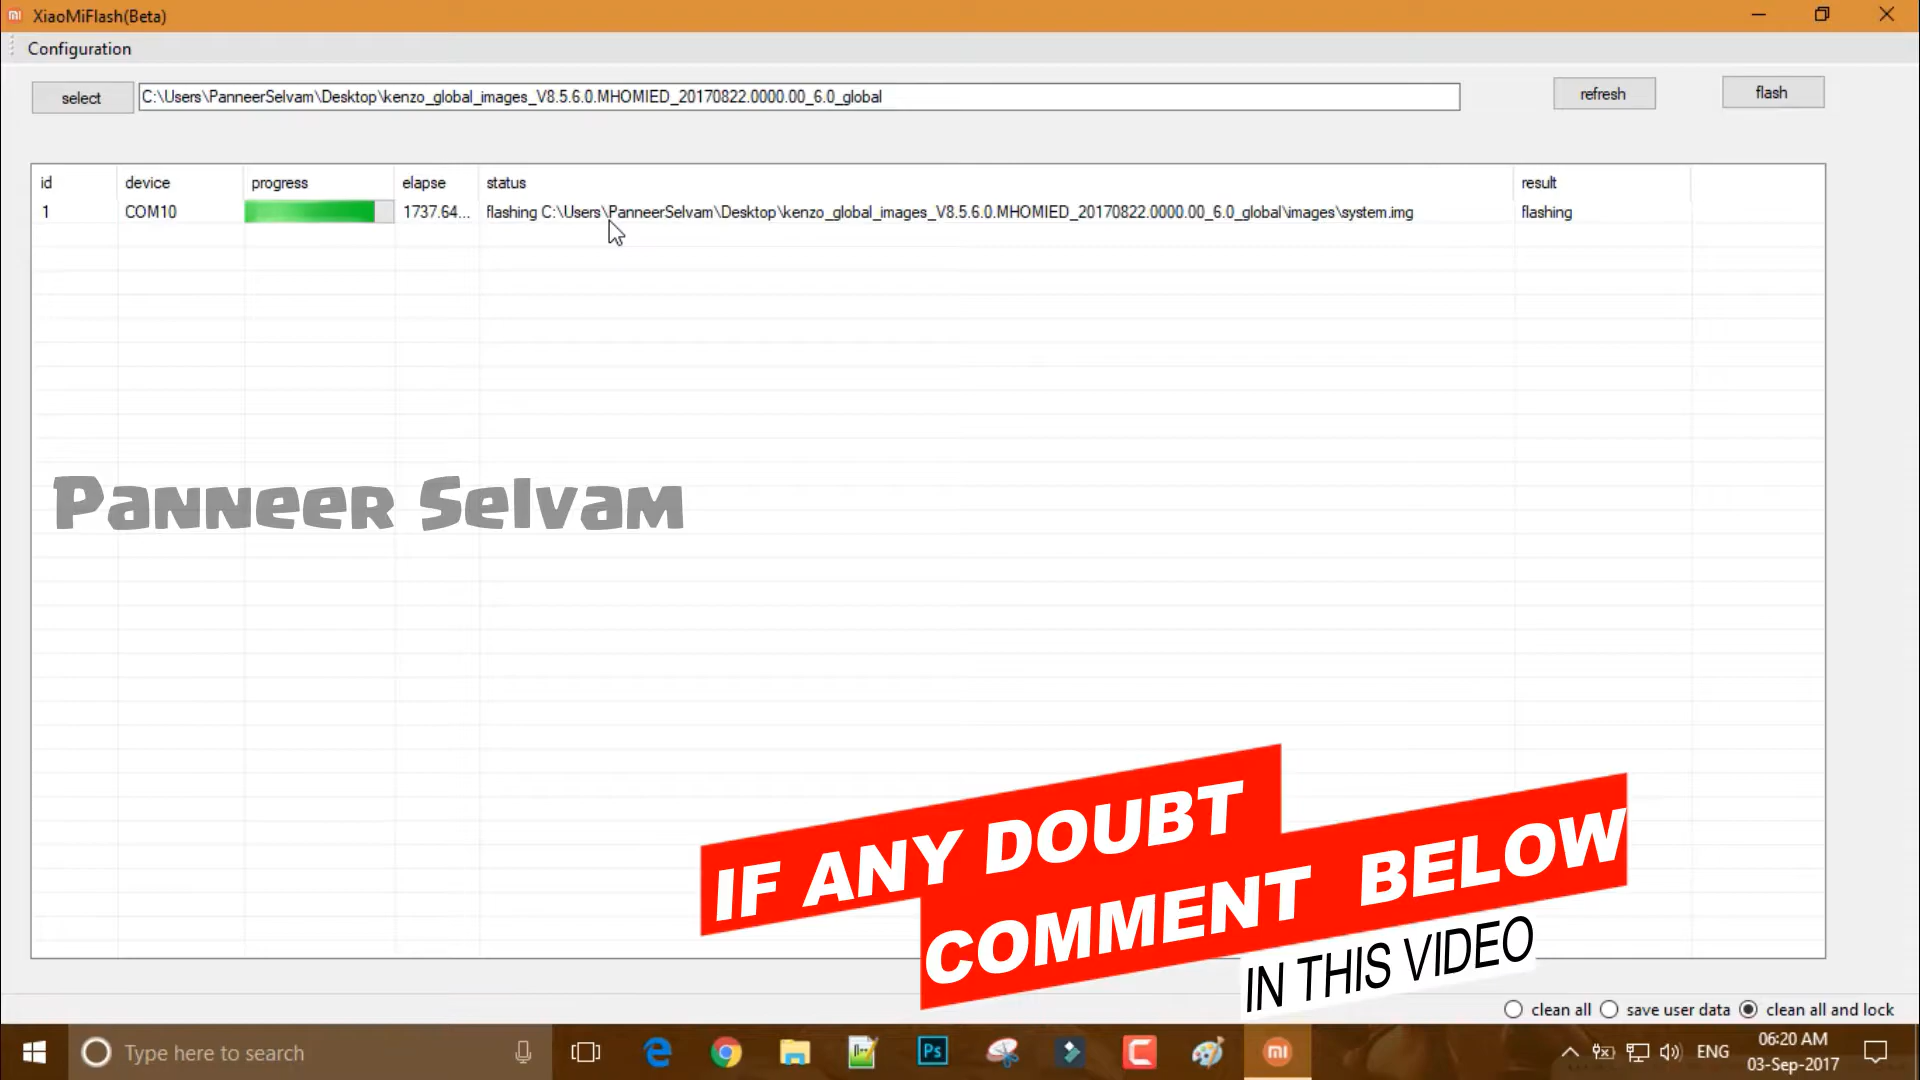 XiaoMiFlash(Beta)
Configuration
select
C:\Users\PanneerSelvam\Desktop\kenzo_global_images_V8.5.6.0.MHOMIED_20170822.0000.00_6.0_global
refresh
flash
id device progress elapse status result
1 COM10 1737.64... flashing C:\Users\PanneerSelvam\Desktop\kenzo_global_images_V8.5.6.0.MHOMIED_20170822.0000.00_6.0_global\images\system.img flashing
Panneer Selvam
IF ANY DOUBT
COMMENT BELOW
IN THIS VIDEO
clean all save user data clean all and lock
Type here to search
Ps
ENG
06:20 AM
03-Sep-2017